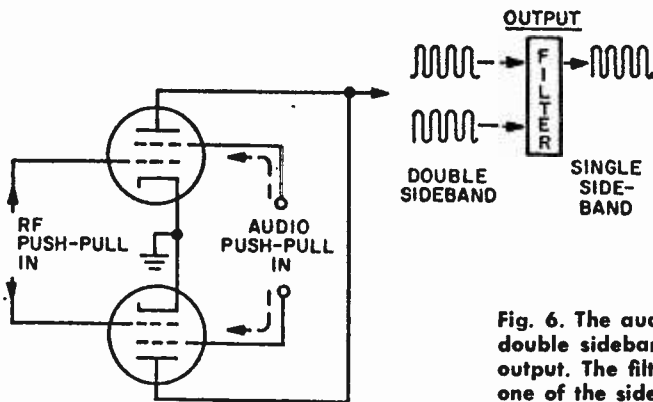 OUTPUT
FILTER
DOUBLE
SIDEBAND
SINGLE
SIDE-
BAND
RF
PUSH-PULL
IN
AUDIO
PUSH-PULL
IN
Fig. 6. The aud
double sideban
output. The filt
one of the side